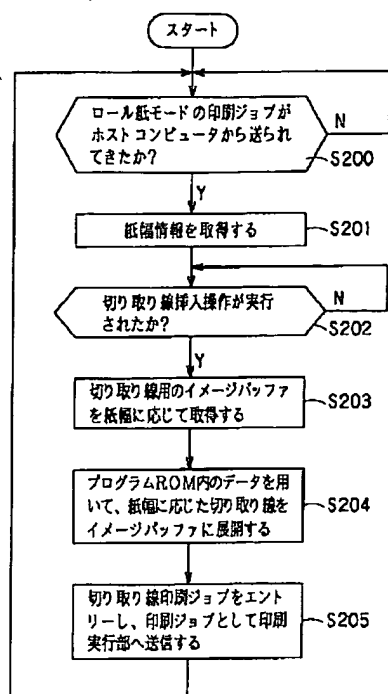 スタート
ロール紙モードの印刷ジョブが
ホストコンピュータから送られ
てきたか?
N
S200
Y
紙幅情報を取得する
S201
切り取り線挿入操作が実行
されたか?
N
S202
Y
切り取り線用のイメージバッファ
を紙幅に応じて取得する
S203
プログラムROM内のデータを用
いて、紙幅に応じた切り取り線を
イメージバッファに展開する
S204
切り取り線印刷ジョブをエント
リーし、印刷ジョブとして印刷
実行部へ送信する
S205